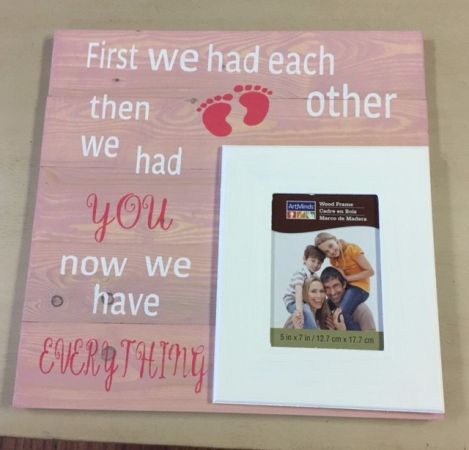 First we had each
other
then
we had
YOU
now we
have
EVERYTHING
ArtMinds
Wood Frame
Cadre en Bois
Marco de Madera
5 in x 7 in / 12.7 cm x 17.7 cm